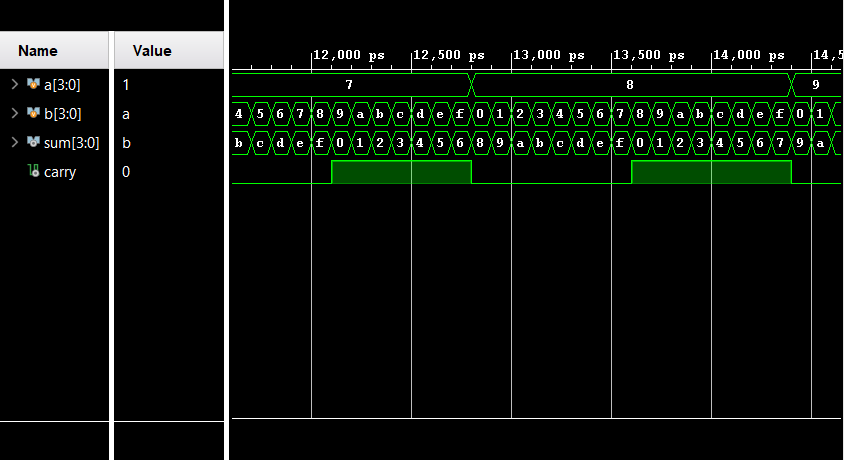 Name Value
12,000 ps 12,500 ps 13,000 ps 13,500 ps 14,000 ps 14,5
a[3:0] 1 7 8 9
b[3:0] a 4 5 6 7 8 9 a b c d e f 0 1 2 3 4 5 6 7 8 9 a b c d e f 0 1
sum[3:0] b b c d e f 0 1 2 3 4 5 6 8 9 a b c d e f 0 1 2 3 4 5 6 7 9 a
carry 0